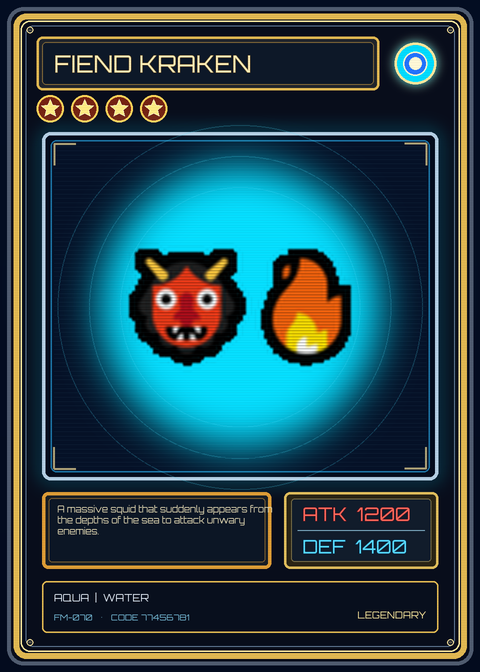 FIEND KRAKEN
A massive squid that suddenly appears from
the depths of the sea to attack unwary
enemies.
ATK 1200
DEF 1400
AQUA | WATER
FM-070 · CODE 77456781
LEGENDARY